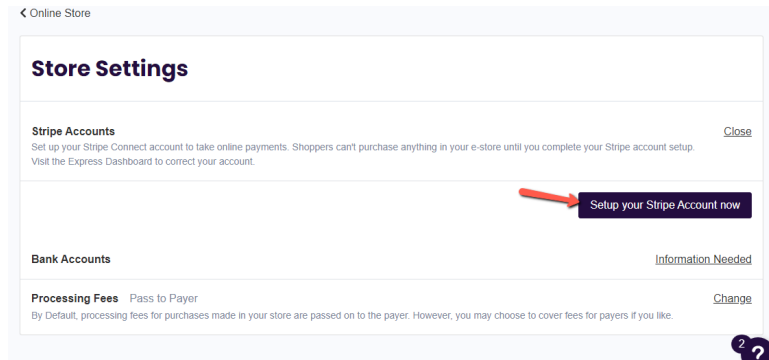 Online Store
Store Settings
Stripe Accounts
Close
Set up your Stripe Connect account to take online payments. Shoppers can't purchase anything in your e-store until you complete your Stripe account setup.
Visit the Express Dashboard to correct your account.
Setup your Stripe Account now
Bank Accounts
Information Needed
Processing Fees Pass to Payer
Change
By Default, processing fees for purchases made in your store are passed on to the payer. However, you may choose to cover fees for payers if you like.
2
?